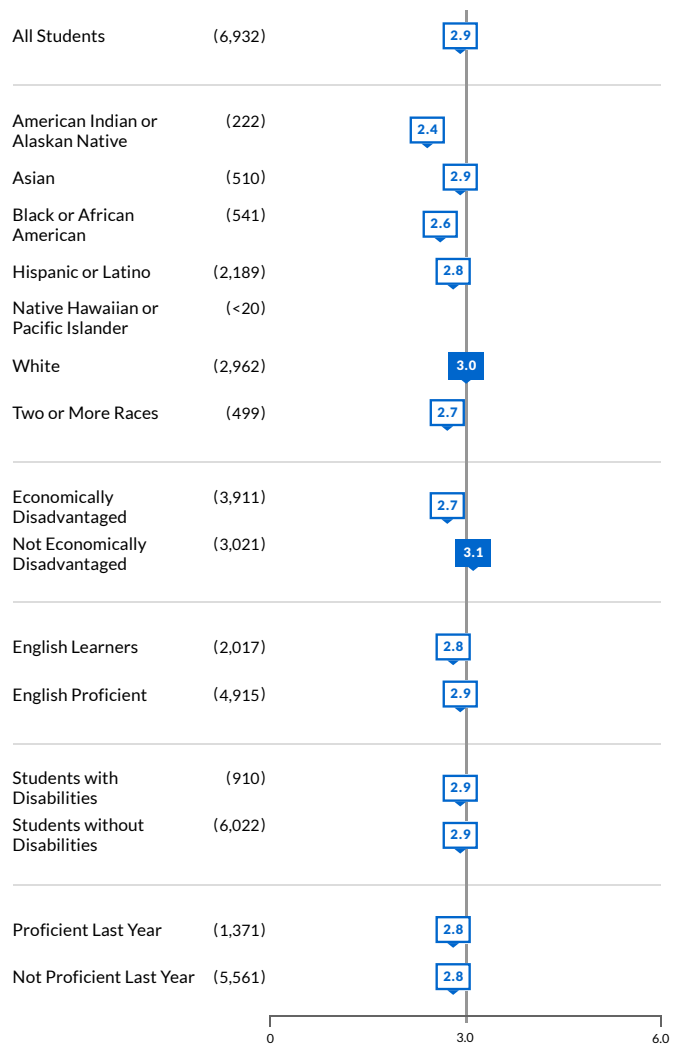 All Students (6,932) 2.9
American Indian or
Alaskan Native (222) 2.4
Asian (510) 2.9
Black or African
American (541) 2.6
Hispanic or Latino (2,189) 2.8
Native Hawaiian or
Pacific Islander (<20)
White (2,962) 3.0
Two or More Races (499) 2.7
Economically
Disadvantaged (3,911) 2.7
Not Economically
Disadvantaged (3,021) 3.1
English Learners (2,017) 2.8
English Proficient (4,915) 2.9
Students with
Disabilities (910) 2.9
Students without
Disabilities (6,022) 2.9
Proficient Last Year (1,371) 2.8
Not Proficient Last Year (5,561) 2.8
0 3.0 6.0